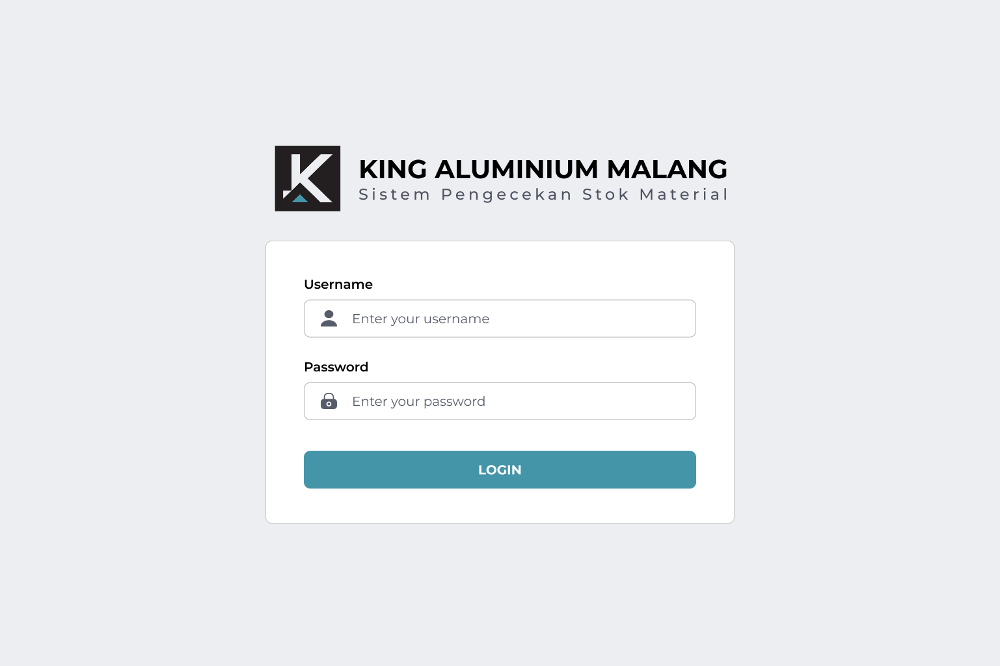 KING ALUMINIUM MALANG
Sistem Pengecekan Stok Material
Username
Enter your username
Password
Enter your password
LOGIN